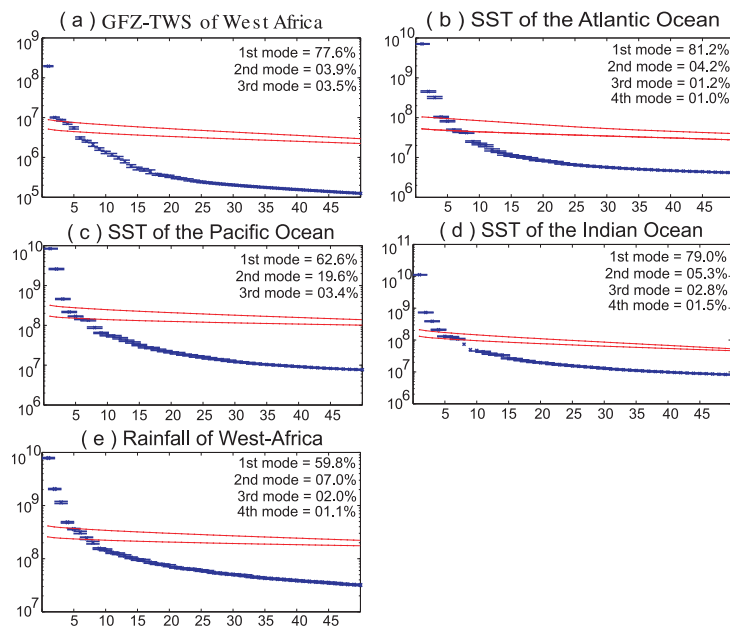 ( a ) GFZ-TWS of West Africa
10^9
10^8
10^7
10^6
10^5
1st mode = 77.6%
2nd mode = 03.9%
3rd mode = 03.5%
5 10 15 20 25 30 35 40 45
( b ) SST of the Atlantic Ocean
10^10
10^9
10^8
10^7
10^6
1st mode = 81.2%
2nd mode = 04.2%
3rd mode = 01.2%
4th mode = 01.0%
5 10 15 20 25 30 35 40 45
( c ) SST of the Pacific Ocean
10^10
10^9
10^8
10^7
10^6
1st mode = 62.6%
2nd mode = 19.6%
3rd mode = 03.4%
5 10 15 20 25 30 35 40 45
( d ) SST of the Indian Ocean
10^11
10^10
10^9
10^8
10^7
10^6
1st mode = 79.0%
2nd mode = 05.3%
3rd mode = 02.8%
4th mode = 01.5%
5 10 15 20 25 30 35 40 45
( e ) Rainfall of West-Africa
10^10
10^9
10^8
10^7
1st mode = 59.8%
2nd mode = 07.0%
3rd mode = 02.0%
4th mode = 01.1%
5 10 15 20 25 30 35 40 45